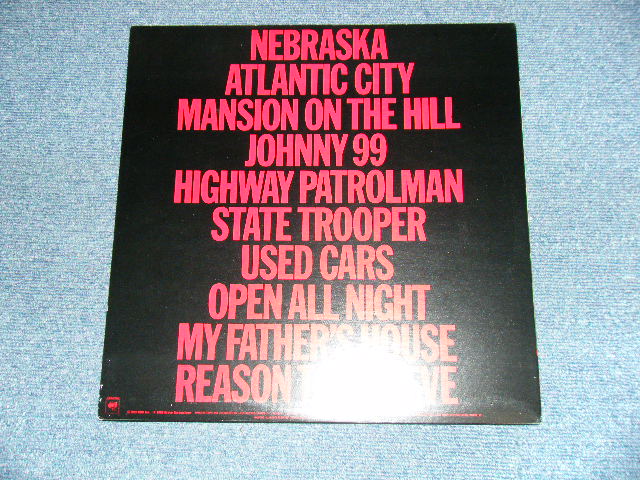 NEBRASKA
ATLANTIC CITY
MANSION ON THE HILL
JOHNNY 99
HIGHWAY PATROLMAN
STATE TROOPER
USED CARS
OPEN ALL NIGHT
MY FATHER'S HOUSE
REASON